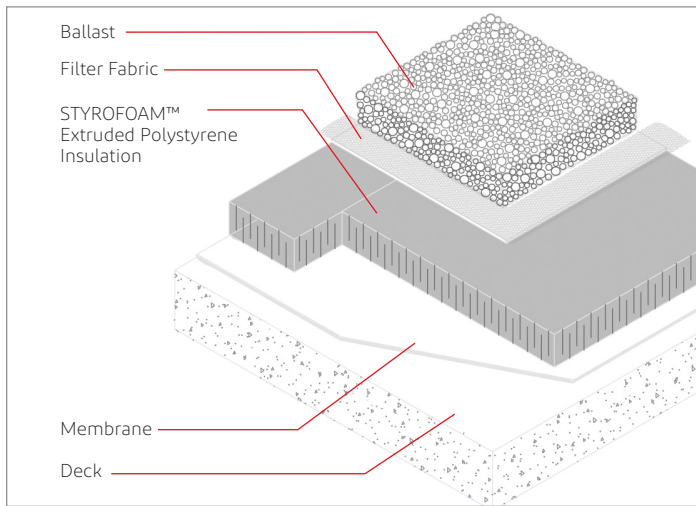 Ballast
Filter Fabric
STYROFOAM™
Extruded Polystyrene
Insulation
Membrane
Deck